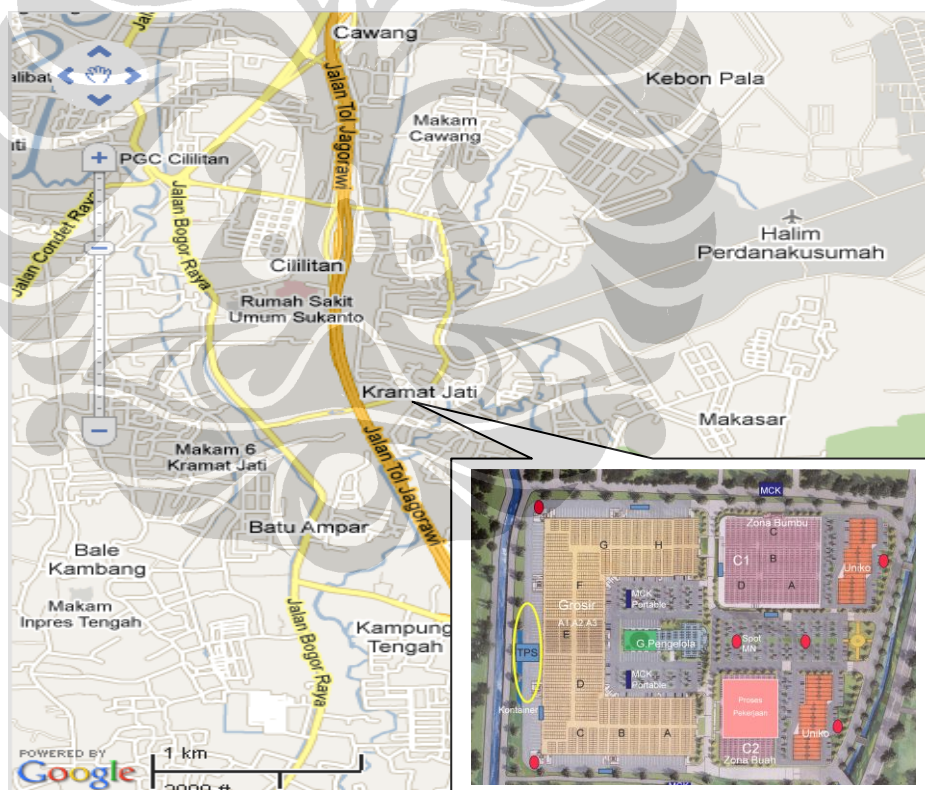 Cawang
Kebon Pala
alibat
Jalan Tol Jagorawi
Makam
Cawang
iti
PGC Cililitan
Jalan Condet Raya
Jalan Bogor Raya
Halim
Perdanakusumah
Cililitan
Rumah Sakit
Umum Sukanto
Kramat Jati
Makasar
Makam 6
Kramat Jati
Jalan Tol Jagorawi
Batu Ampar
Bale
Kambang
Makam
Inpres Tengah
Jalan Bogor Raya
Kampung
Tengah
POWERED BY
Google
1 km
MCK
Zona Bumbu
C
C1
B
D
A
Uniko
G
H
F
MCK
Portable
Grosir
A1 A2 A3
E
G Pengelola
Spot
MN
TPS
D
MCK
Portable
Kontainer
C
B
A
Proses
Pekerjaan
Uniko
C2
Zona Buah
MCK